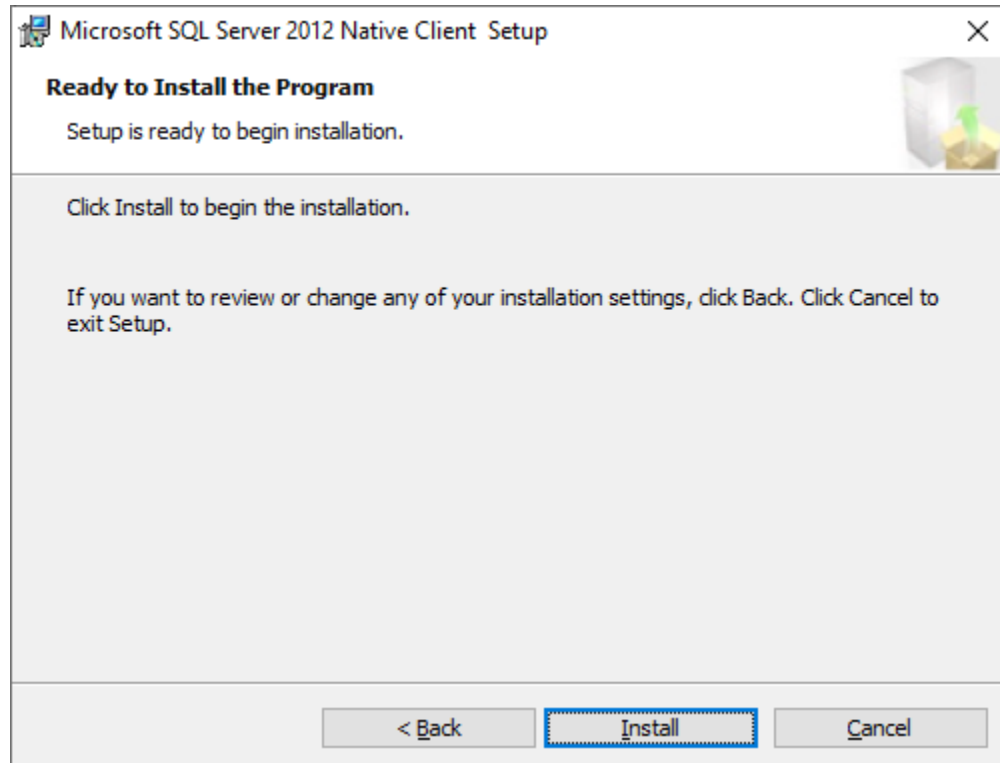 Microsoft SQL Server 2012 Native Client  Setup
Ready to Install the Program
Setup is ready to begin installation.
Click Install to begin the installation.
If you want to review or change any of your installation settings, click Back. Click Cancel to
exit Setup.
< Back
Install
Cancel